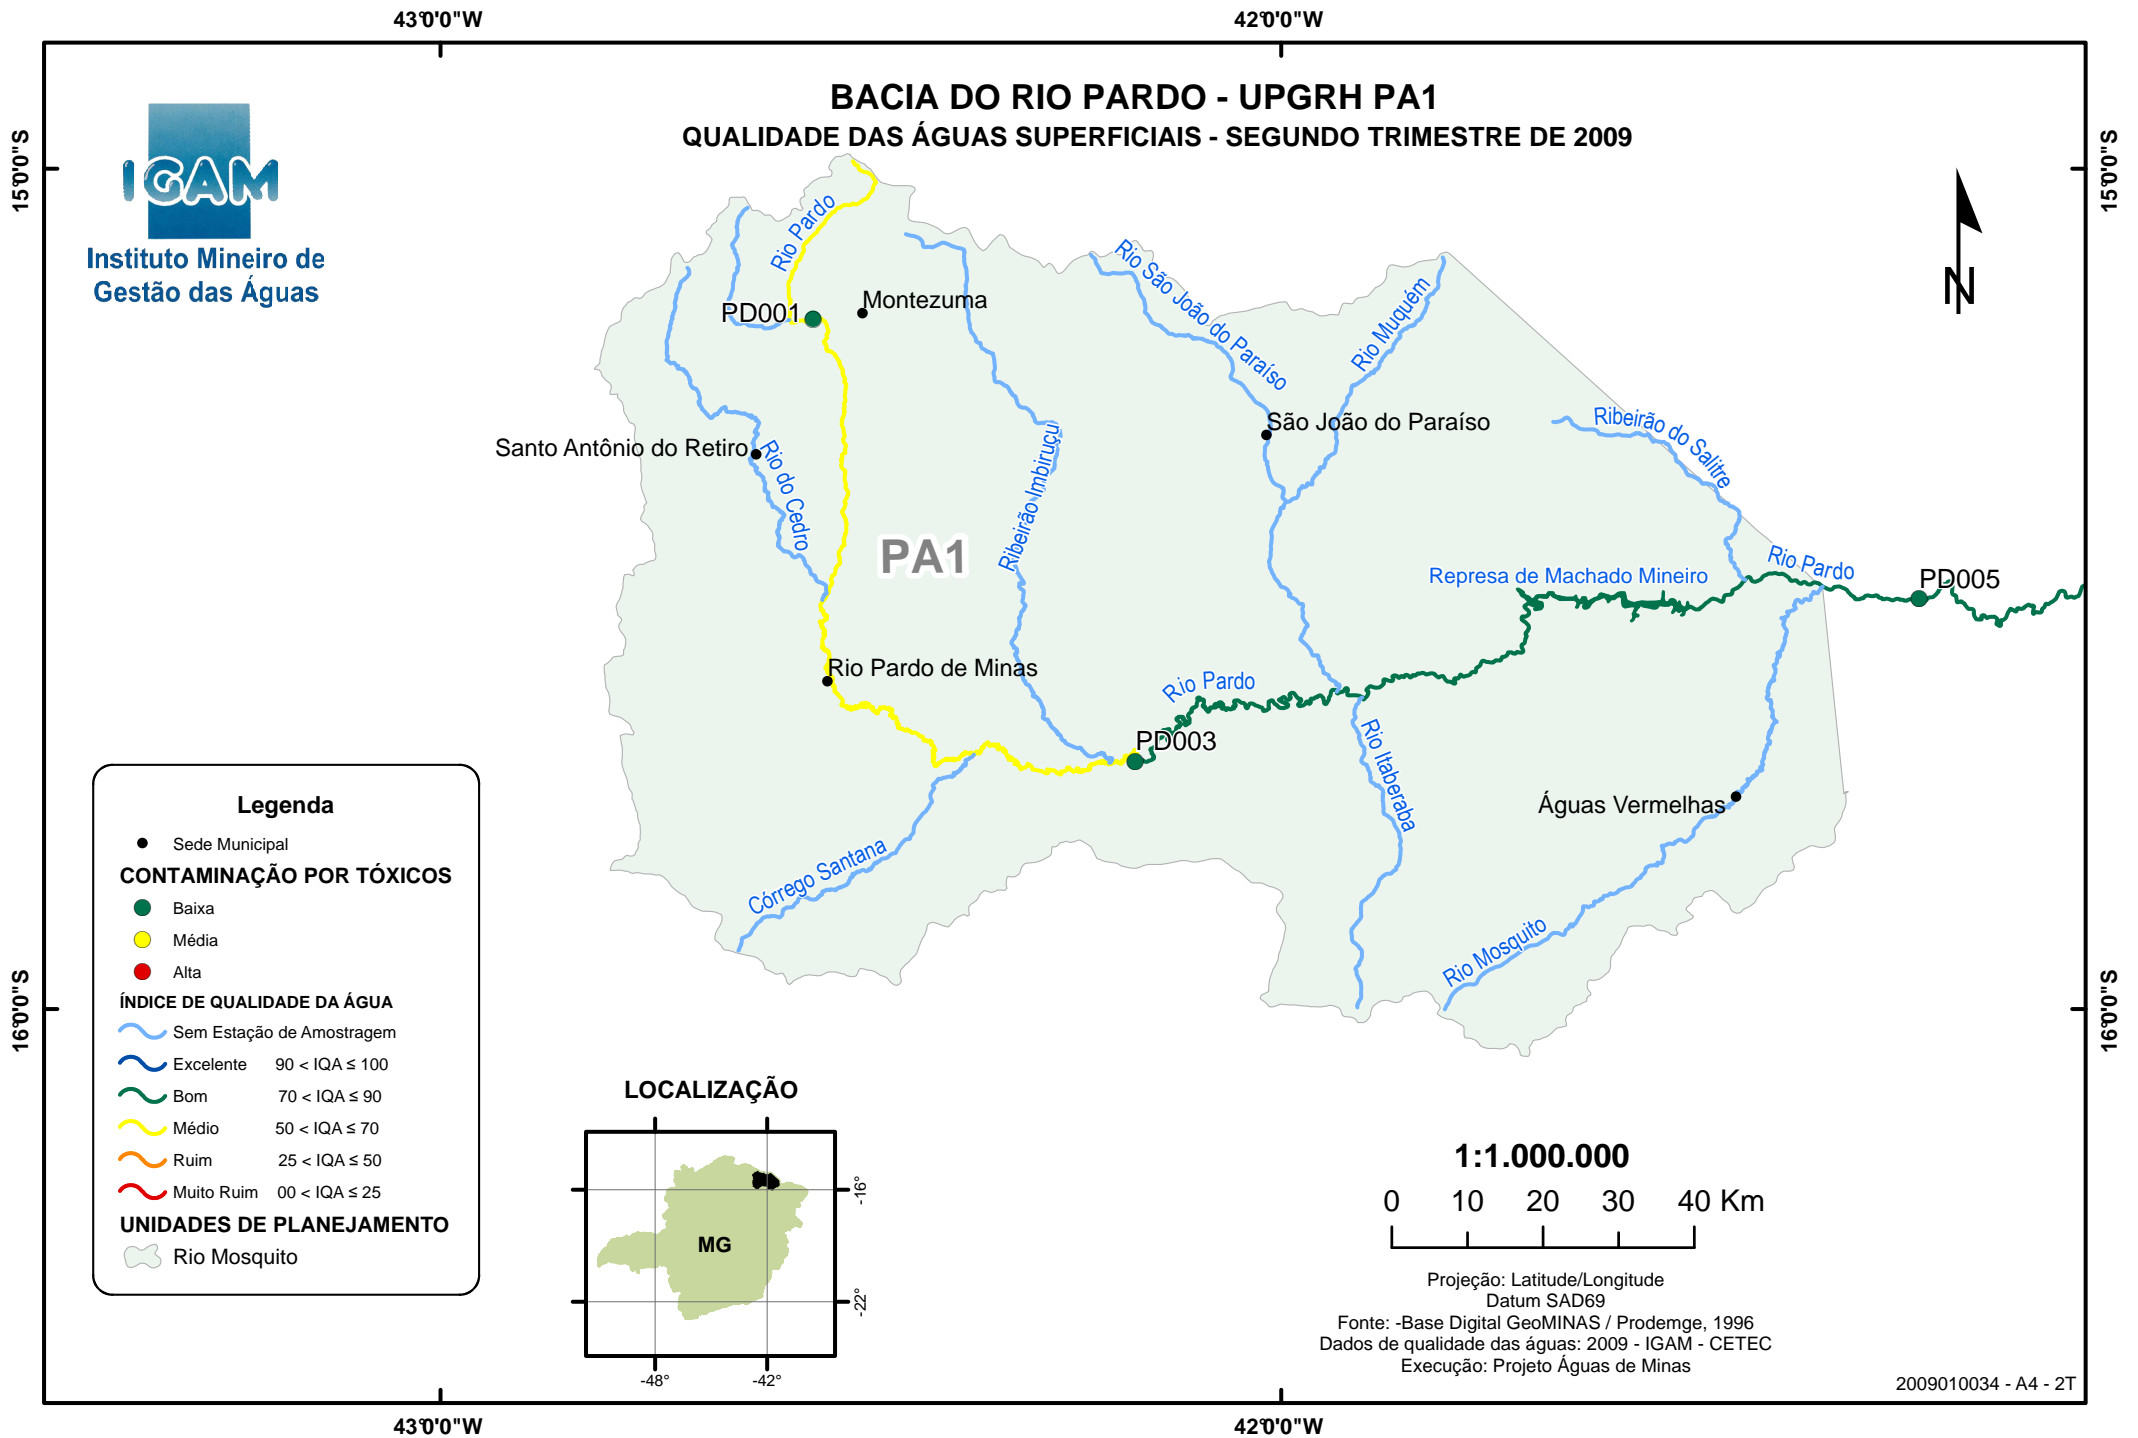 43°0'0"W
42°0'0"W
BACIA DO RIO PARDO - UPGRH PA1
QUALIDADE DAS ÁGUAS SUPERFICIAIS - SEGUNDO TRIMESTRE DE 2009
15°0'0"S
15°0'0"S
IGAM
Instituto Mineiro de
Gestão das Águas
N
Rio Pardo
Rio São João do Paraíso
Rio Muquém
PD001
Montezuma
Santo Antônio do Retiro
Rio do Cedro
Ribeirão Imbiruçu
São João do Paraíso
Ribeirão do Salitre
PA1
Represa de Machado Mineiro
Rio Pardo
PD005
Rio Pardo de Minas
Rio Pardo
PD003
Rio Itaberaba
Águas Vermelhas
Córrego Santana
Rio Mosquito
16°0'0"S
16°0'0"S
Legenda
Sede Municipal
CONTAMINAÇÃO POR TÓXICOS
Baixa
Média
Alta
ÍNDICE DE QUALIDADE DA ÁGUA
Sem Estação de Amostragem
Excelente 90 < IQA ≤ 100
Bom 70 < IQA ≤ 90
Médio 50 < IQA ≤ 70
Ruim 25 < IQA ≤ 50
Muito Ruim 00 < IQA ≤ 25
UNIDADES DE PLANEJAMENTO
Rio Mosquito
LOCALIZAÇÃO
-16°
MG
-22°
-48°
-42°
1:1.000.000
0 10 20 30 40 Km
Projeção: Latitude/Longitude
Datum SAD69
Fonte: -Base Digital GeoMINAS / Prodemge, 1996
Dados de qualidade das águas: 2009 - IGAM - CETEC
Execução: Projeto Águas de Minas
2009010034 - A4 - 2T
43°0'0"W
42°0'0"W